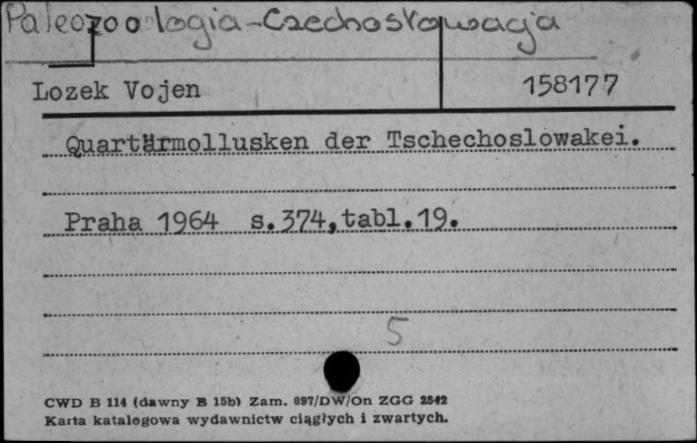 Paleozoologia-Czechosłowacja
Lozek Vojen 158177
Quartärmollusken der Tschechoslowakei.
Praha 1964 s.374,tabl.19.
5
CWD B 114 (dawny B 15b) Zam. 897/DW/On ZGG 2542
Karta katalogowa wydawnictw ciągłych i zwartych.